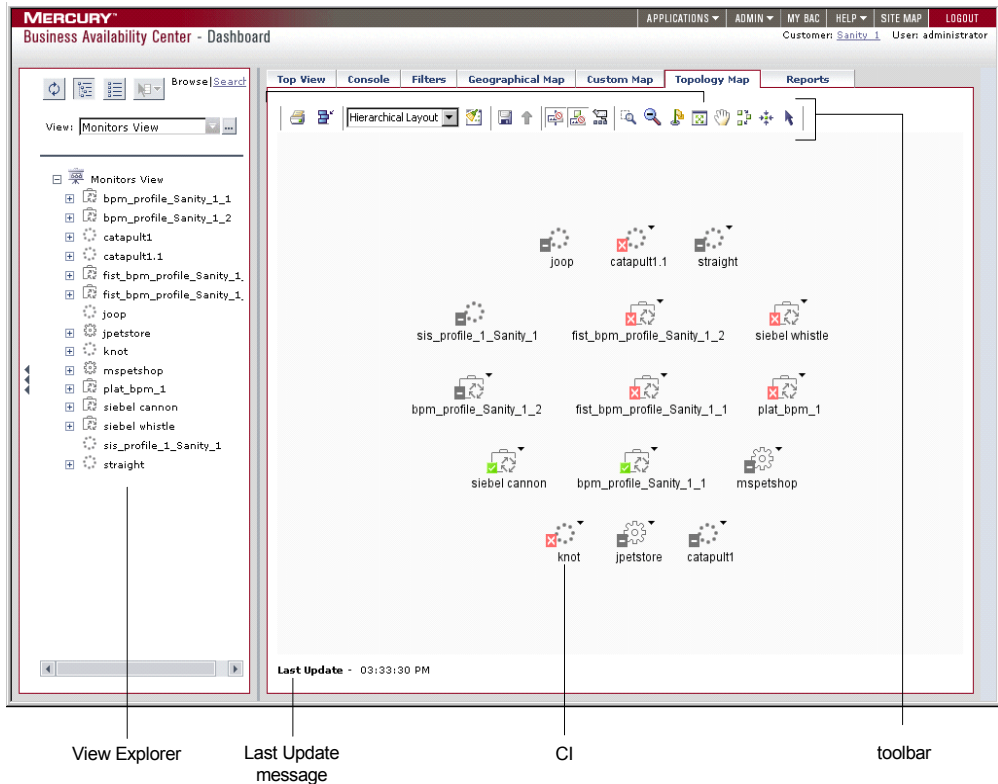 MERCURY™
APPLICATIONS ADMIN MY BAC HELP SITE MAP LOGOUT
Business Availability Center - Dashboard
Customer: Sanity_1 User: administrator
Browse|Search
View: Monitors View ...
Monitors View
bpm_profile_Sanity_1_1
bpm_profile_Sanity_1_2
catapult1
catapult1.1
fist_bpm_profile_Sanity_1_
fist_bpm_profile_Sanity_1_
joop
jpetstore
knot
mspetshop
plat_bpm_1
siebel cannon
siebel whistle
sis_profile_1_Sanity_1
straight
Top View Console Filters Geographical Map Custom Map Topology Map Reports
Hierarchical Layout
joop catapult1.1 straight
sis_profile_1_Sanity_1 fist_bpm_profile_Sanity_1_2 siebel whistle
bpm_profile_Sanity_1_2 fist_bpm_profile_Sanity_1_1 plat_bpm_1
siebel cannon bpm_profile_Sanity_1_1 mspetshop
knot jpetstore catapult1
Last Update - 03:33:30 PM
View Explorer
Last Update
message
CI
toolbar